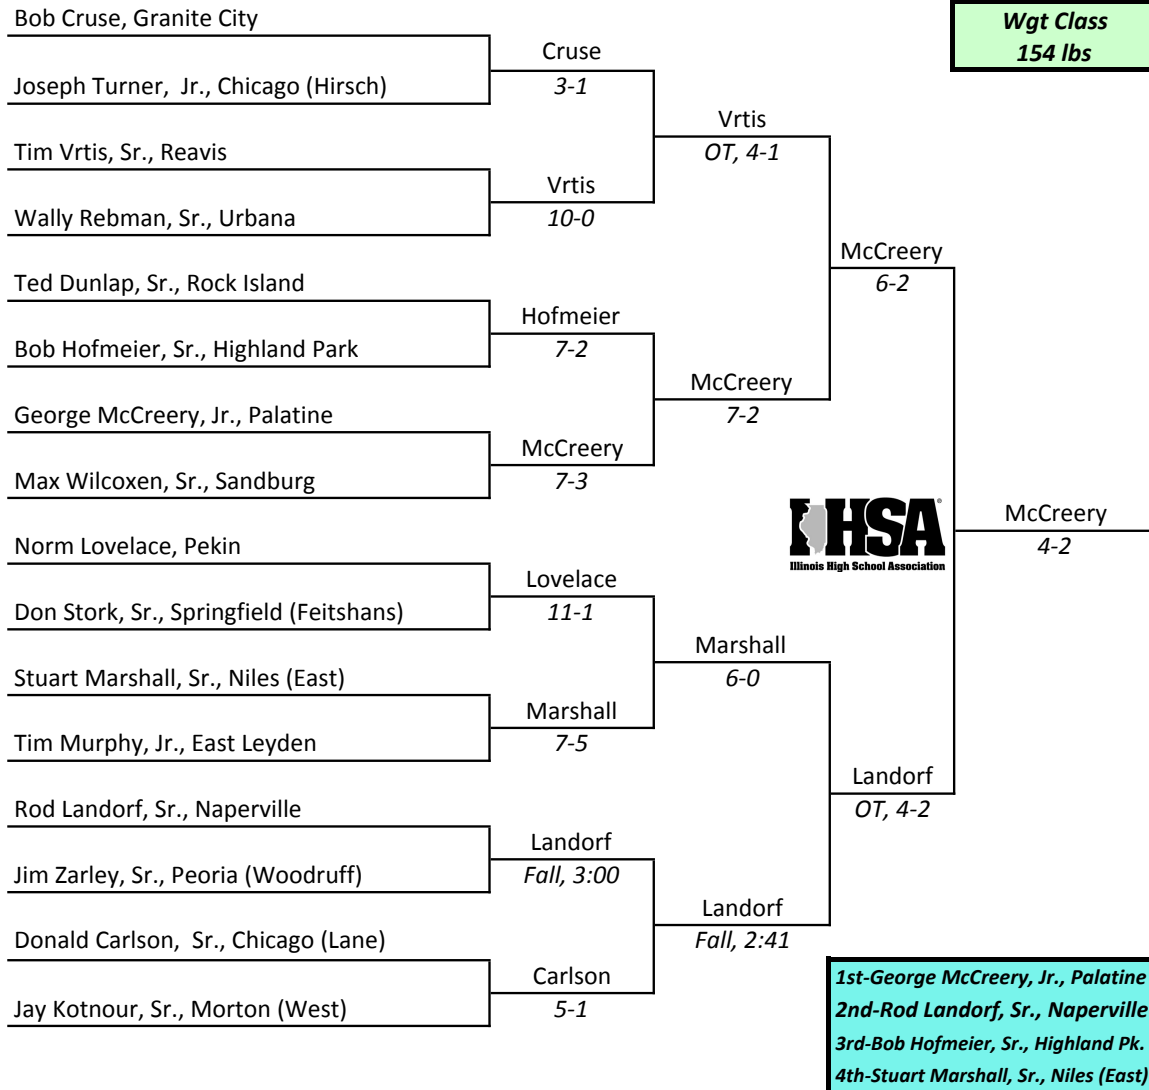 Bob Cruse, Granite City
Wgt Class
154 lbs
Cruse
3-1
Joseph Turner,  Jr., Chicago (Hirsch)
Vrtis
OT, 4-1
Tim Vrtis, Sr., Reavis
Vrtis
10-0
Wally Rebman, Sr., Urbana
McCreery
6-2
Ted Dunlap, Sr., Rock Island
Hofmeier
7-2
Bob Hofmeier, Sr., Highland Park
McCreery
7-2
George McCreery, Jr., Palatine
McCreery
7-3
Max Wilcoxen, Sr., Sandburg
IHSA
®
Illinois High School Association
McCreery
4-2
Norm Lovelace, Pekin
Lovelace
11-1
Don Stork, Sr., Springfield (Feitshans)
Marshall
6-0
Stuart Marshall, Sr., Niles (East)
Marshall
7-5
Tim Murphy, Jr., East Leyden
Landorf
OT, 4-2
Rod Landorf, Sr., Naperville
Landorf
Fall, 3:00
Jim Zarley, Sr., Peoria (Woodruff)
Landorf
Fall, 2:41
Donald Carlson,  Sr., Chicago (Lane)
Carlson
5-1
Jay Kotnour, Sr., Morton (West)
1st-George McCreery, Jr., Palatine
2nd-Rod Landorf, Sr., Naperville
3rd-Bob Hofmeier, Sr., Highland Pk.
4th-Stuart Marshall, Sr., Niles (East)